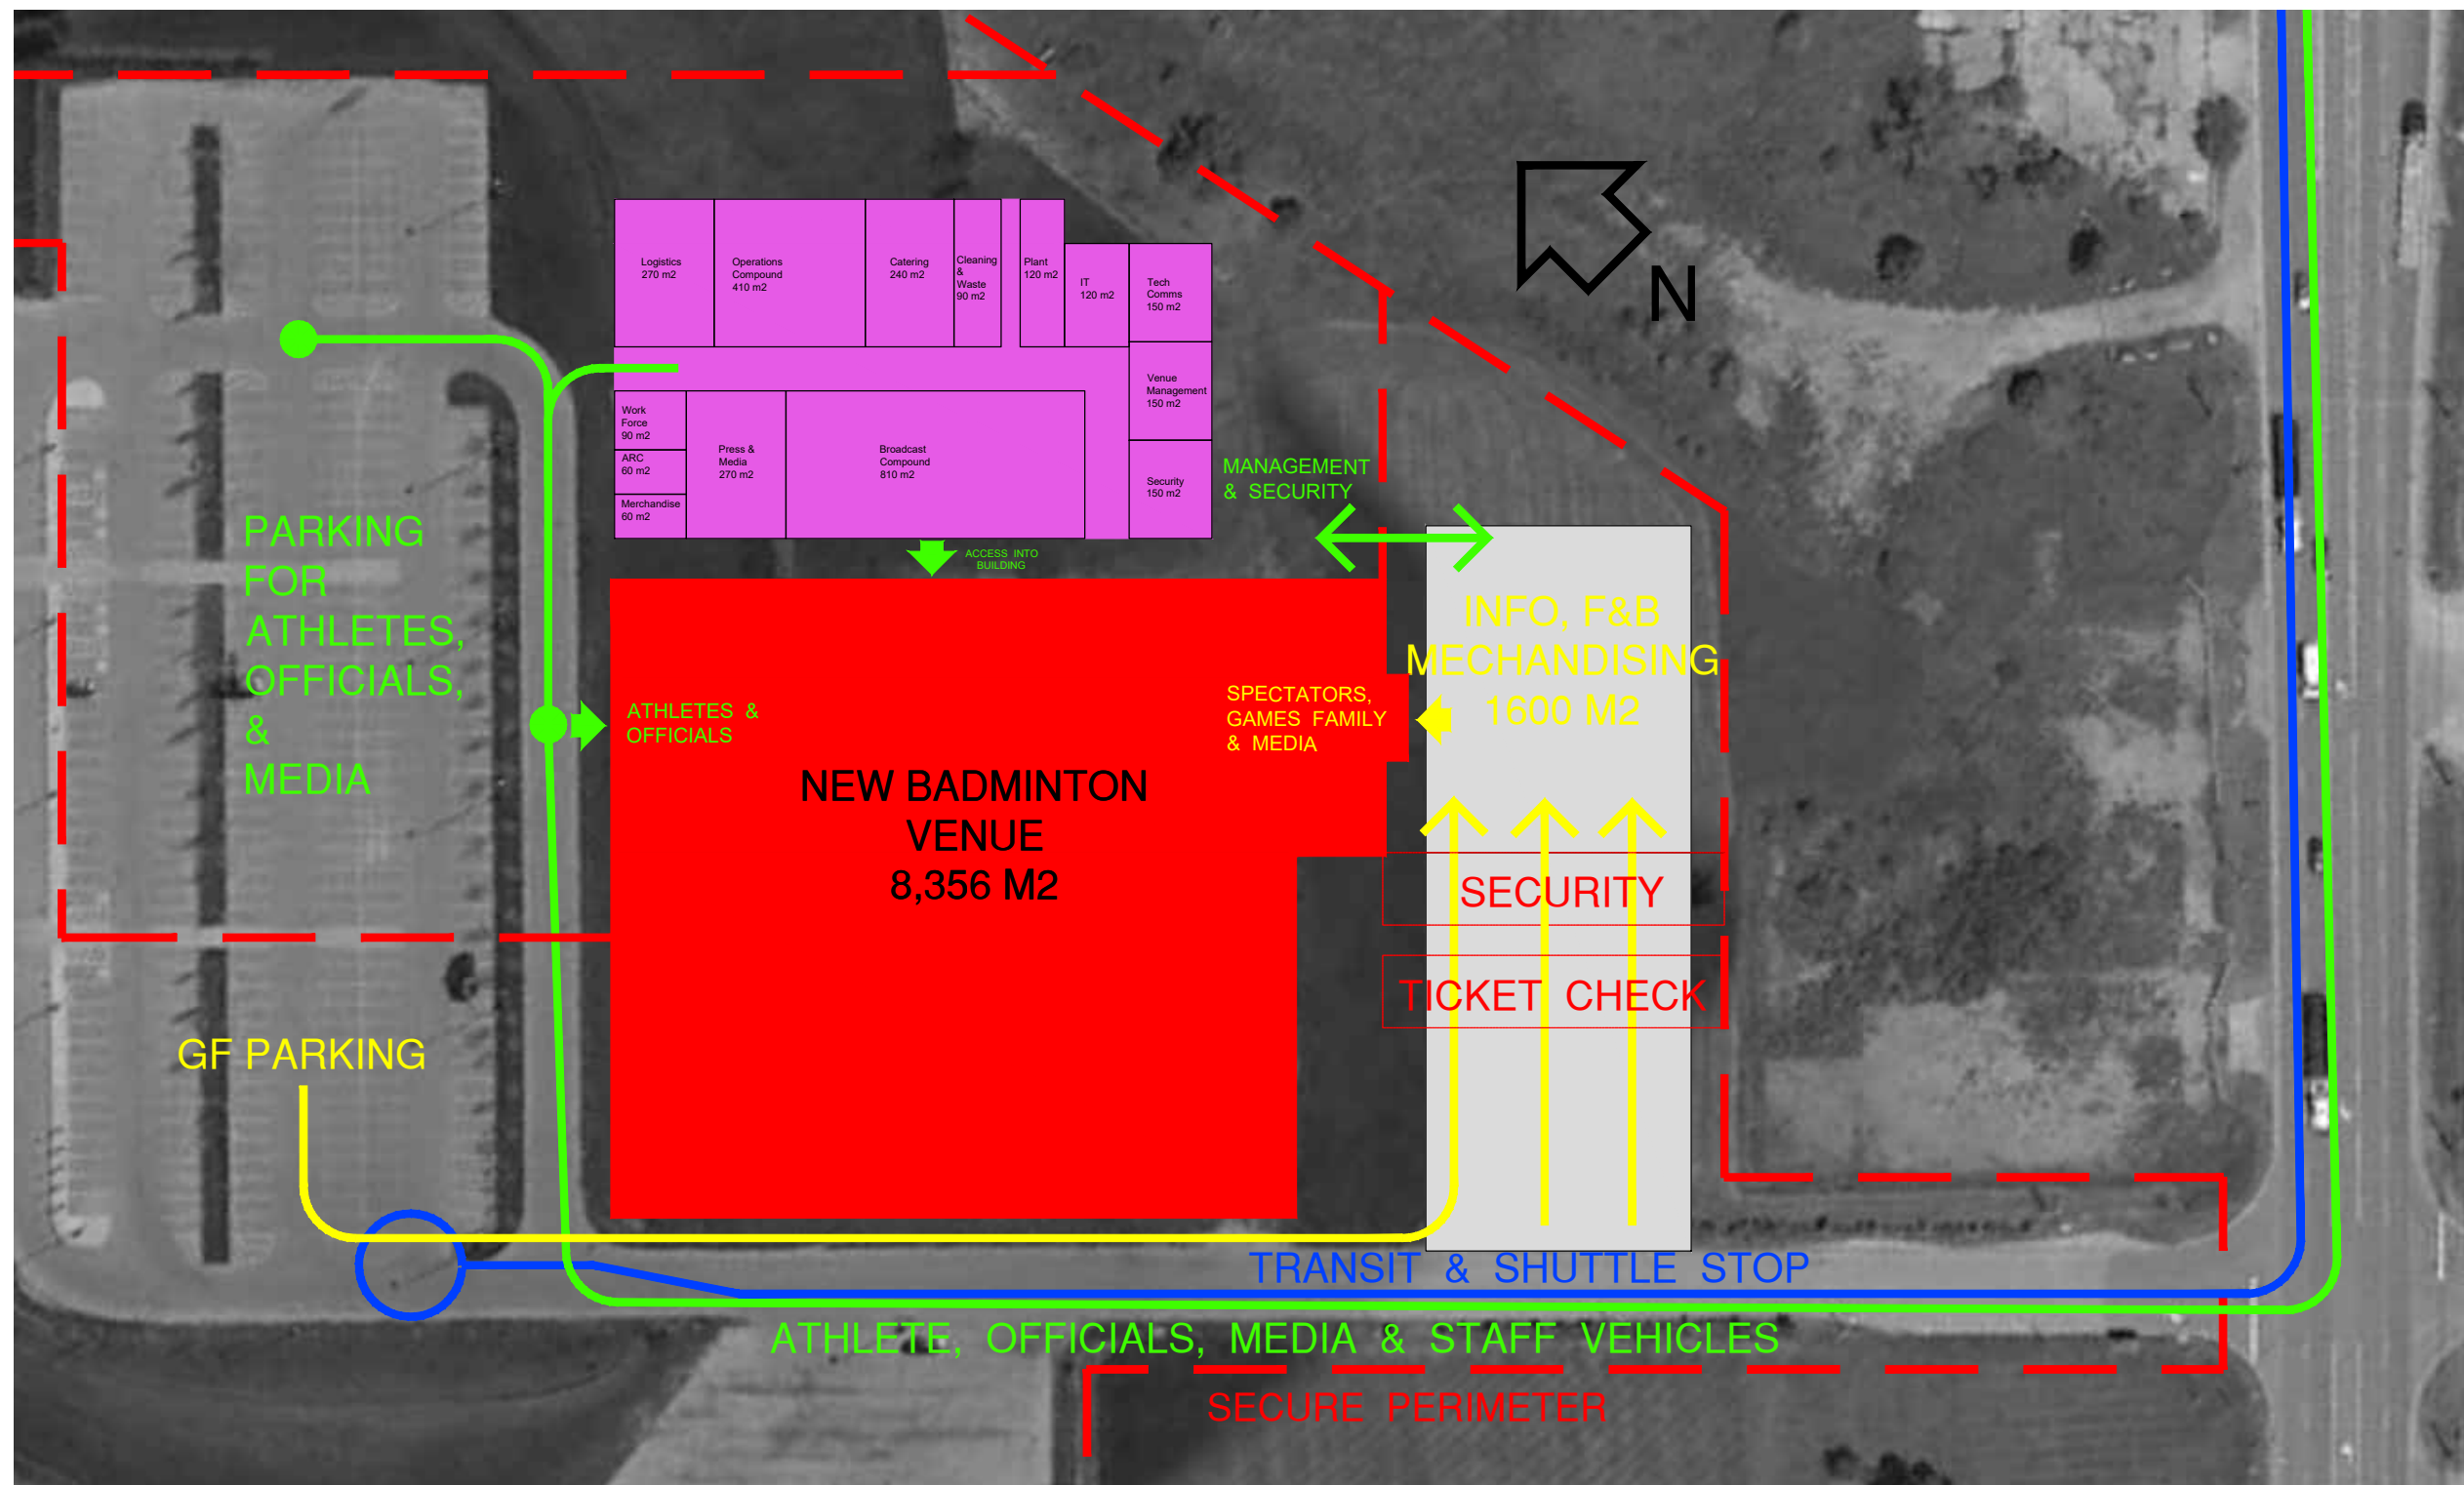 N
Logistics
270 m2
Operations
Compound
410 m2
Catering
240 m2
Cleaning
&
Waste
90 m2
Plant
120 m2
IT
120 m2
Tech
Comms
150 m2
Venue
Management
150 m2
Security
150 m2
Work
Force
90 m2
ARC
60 m2
Merchandise
60 m2
Press &
Media
270 m2
Broadcast
Compound
810 m2
MANAGEMENT
& SECURITY
ACCESS INTO
BUILDING
PARKING
FOR
ATHLETES,
OFFICIALS,
&
MEDIA
ATHLETES &
OFFICIALS
SPECTATORS,
GAMES FAMILY
& MEDIA
INFO, F&B
MECHANDISING
1600 M2
NEW BADMINTON
VENUE
8,356 M2
SECURITY
TICKET CHECK
GF PARKING
TRANSIT & SHUTTLE STOP
ATHLETE, OFFICIALS, MEDIA & STAFF VEHICLES
SECURE PERIMETER